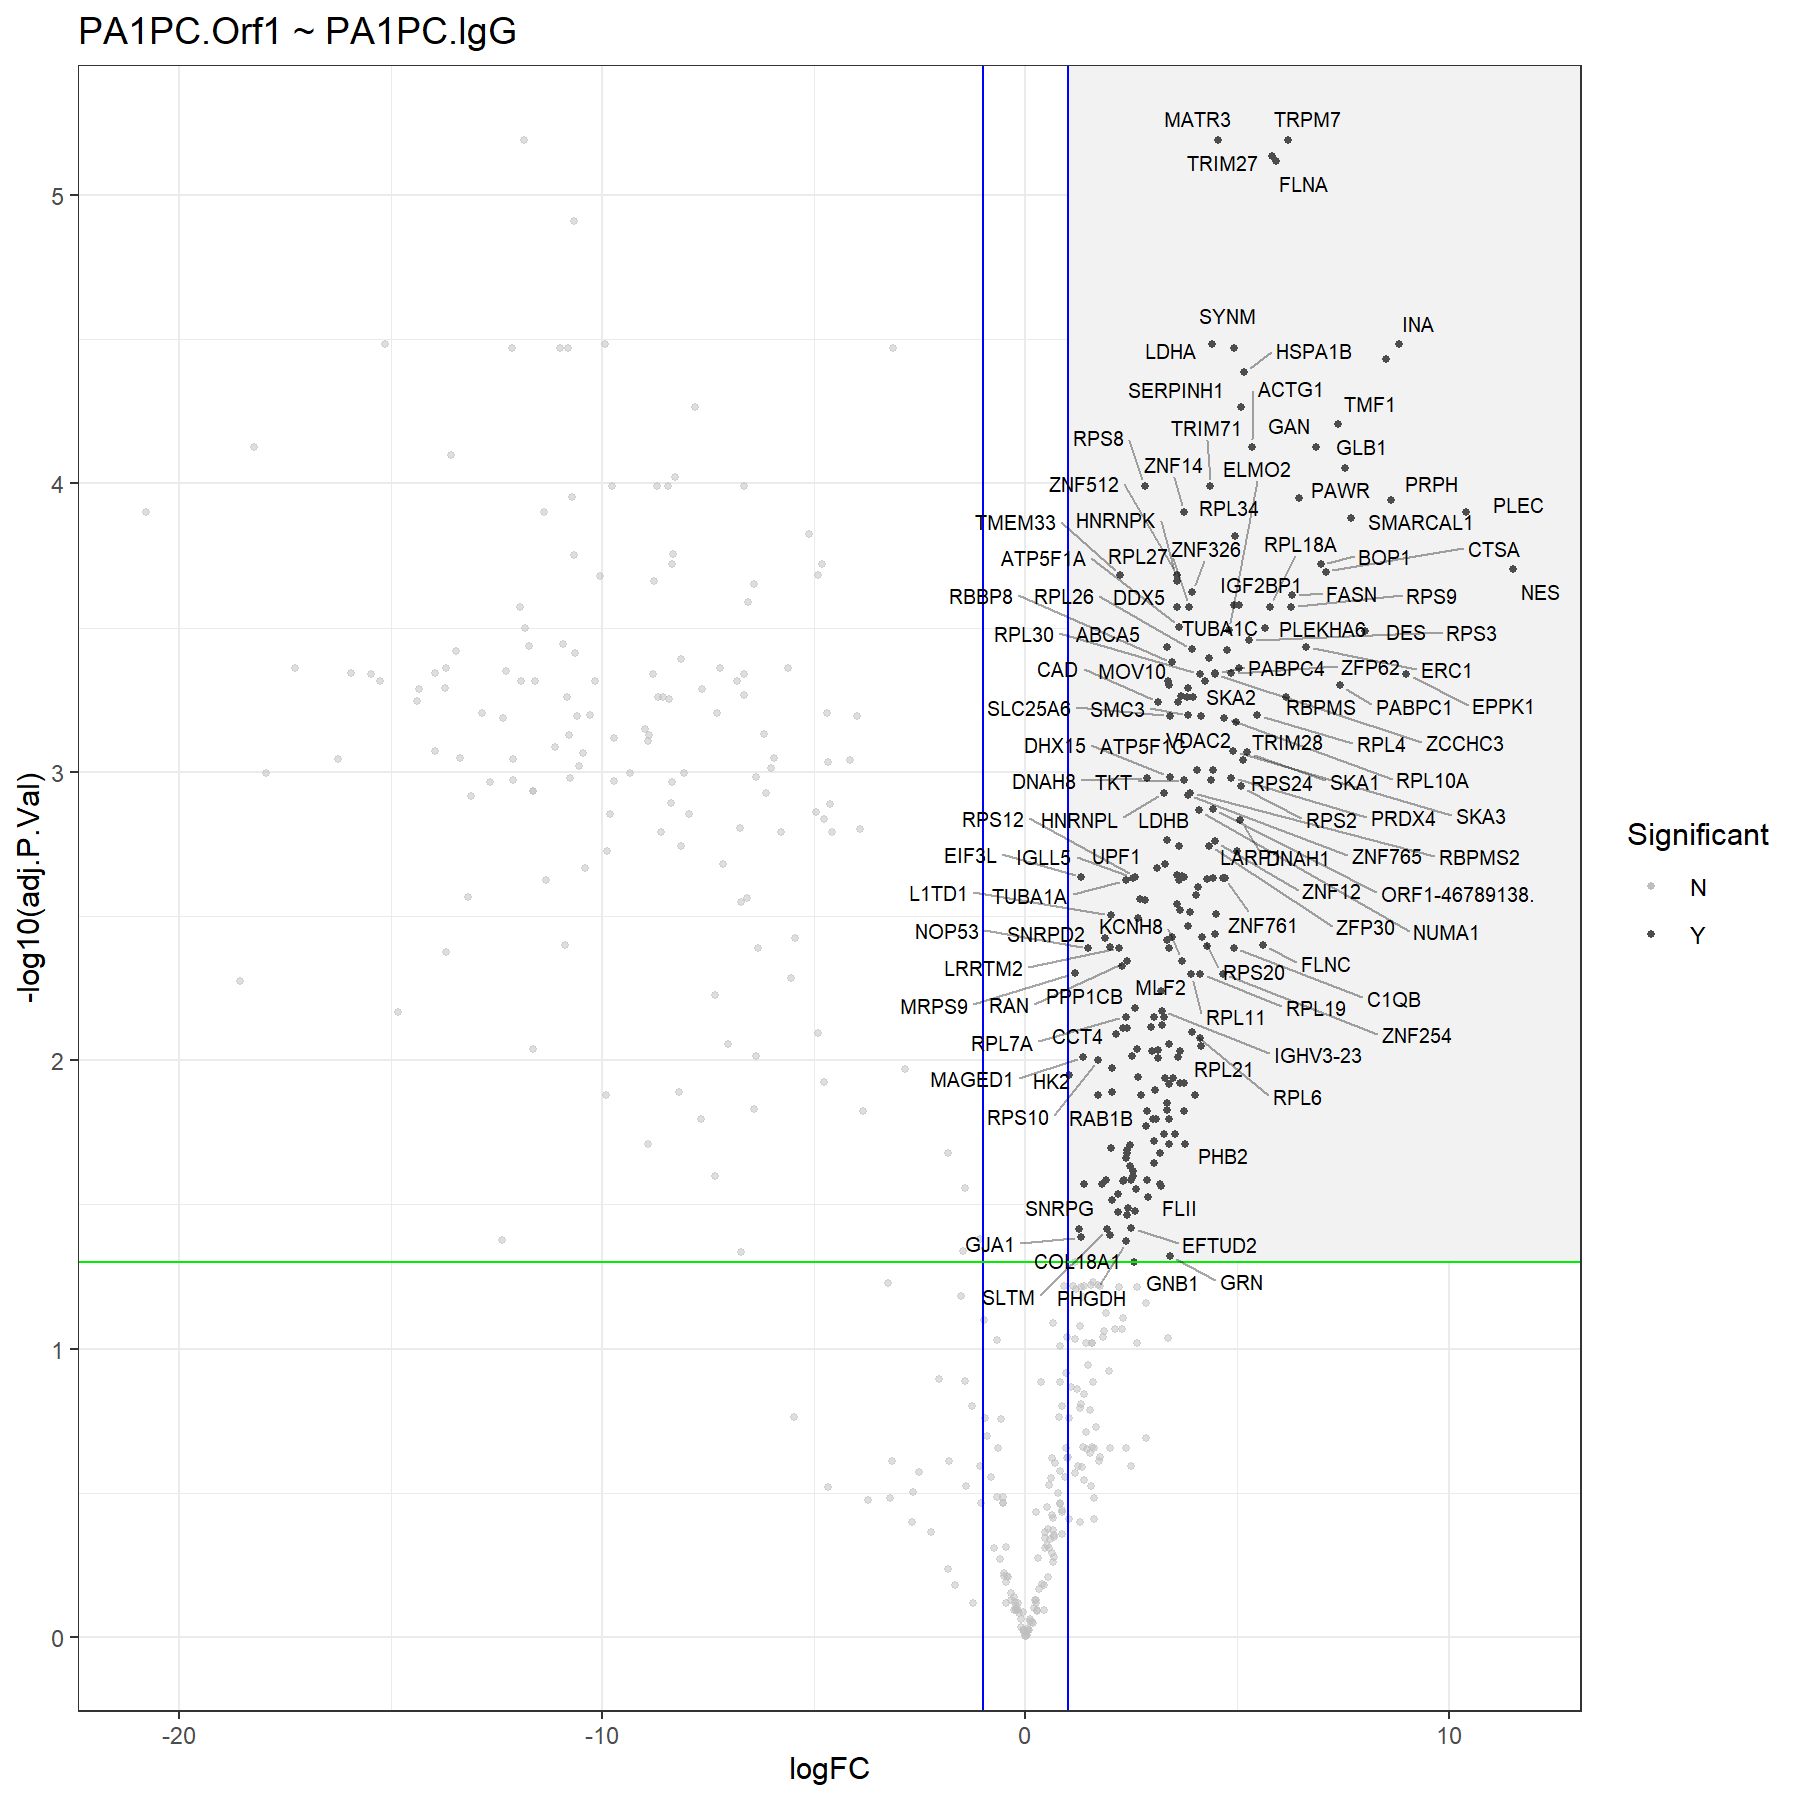 PA1PC.Orf1 ~ PA1PC.IgG
MATR3
TRPM7
TRIM27
FLNA
SYNM
INA
LDHA
HSPA1B
SERPINH1
ACTG1
TMF1
TRIM71
GAN
RPS8
GLB1
ZNF14
ELMO2
ZNF512
PAWR
PRPH
RPL34
PLEC
TMEM33
HNRNPK
SMARCAL1
ATP5F1A
RPL27
ZNF326
RPL18A
BOP1
CTSA
IGF2BP1
RBBP8
RPL26
DDX5
FASN
RPS9
NES
RPL30
ABCA5
TUBA1C
PLEKHA6
DES
RPS3
CAD
MOV10
PABPC4
ZFP62
ERC1
SLC25A6
SMC3
SKA2
RBPMS
PABPC1
EPPK1
DHX15
ATP5F1C
VDAC2
TRIM28
RPL4
ZCCHC3
DNAH8
TKT
RPS24
SKA1
RPL10A
RPS12
HNRNPL
LDHB
RPS2
PRDX4
SKA3
EIF3L
IGLL5
UPF1
LARP1
DNAH1
ZNF765
RBPMS2
L1TD1
TUBA1A
ZNF12
ORF1-46789138.
NOP53
SNRPD2
KCNH8
ZNF761
ZFP30
NUMA1
LRRTM2
RPS20
FLNC
MRPS9
RAN
PPP1CB
MLF2
RPL19
C1QB
RPL11
RPL7A
CCT4
ZNF254
IGHV3-23
MAGED1
HK2
RPL21
RPS10
RAB1B
RPL6
PHB2
SNRPG
FLII
GJA1
EFTUD2
COL18A1
GNB1
GRN
SLTM
PHGDH
5
4
3
2
1
0
-20
-10
0
10
logFC
-log10(adj.P.Val)
Significant
N
Y